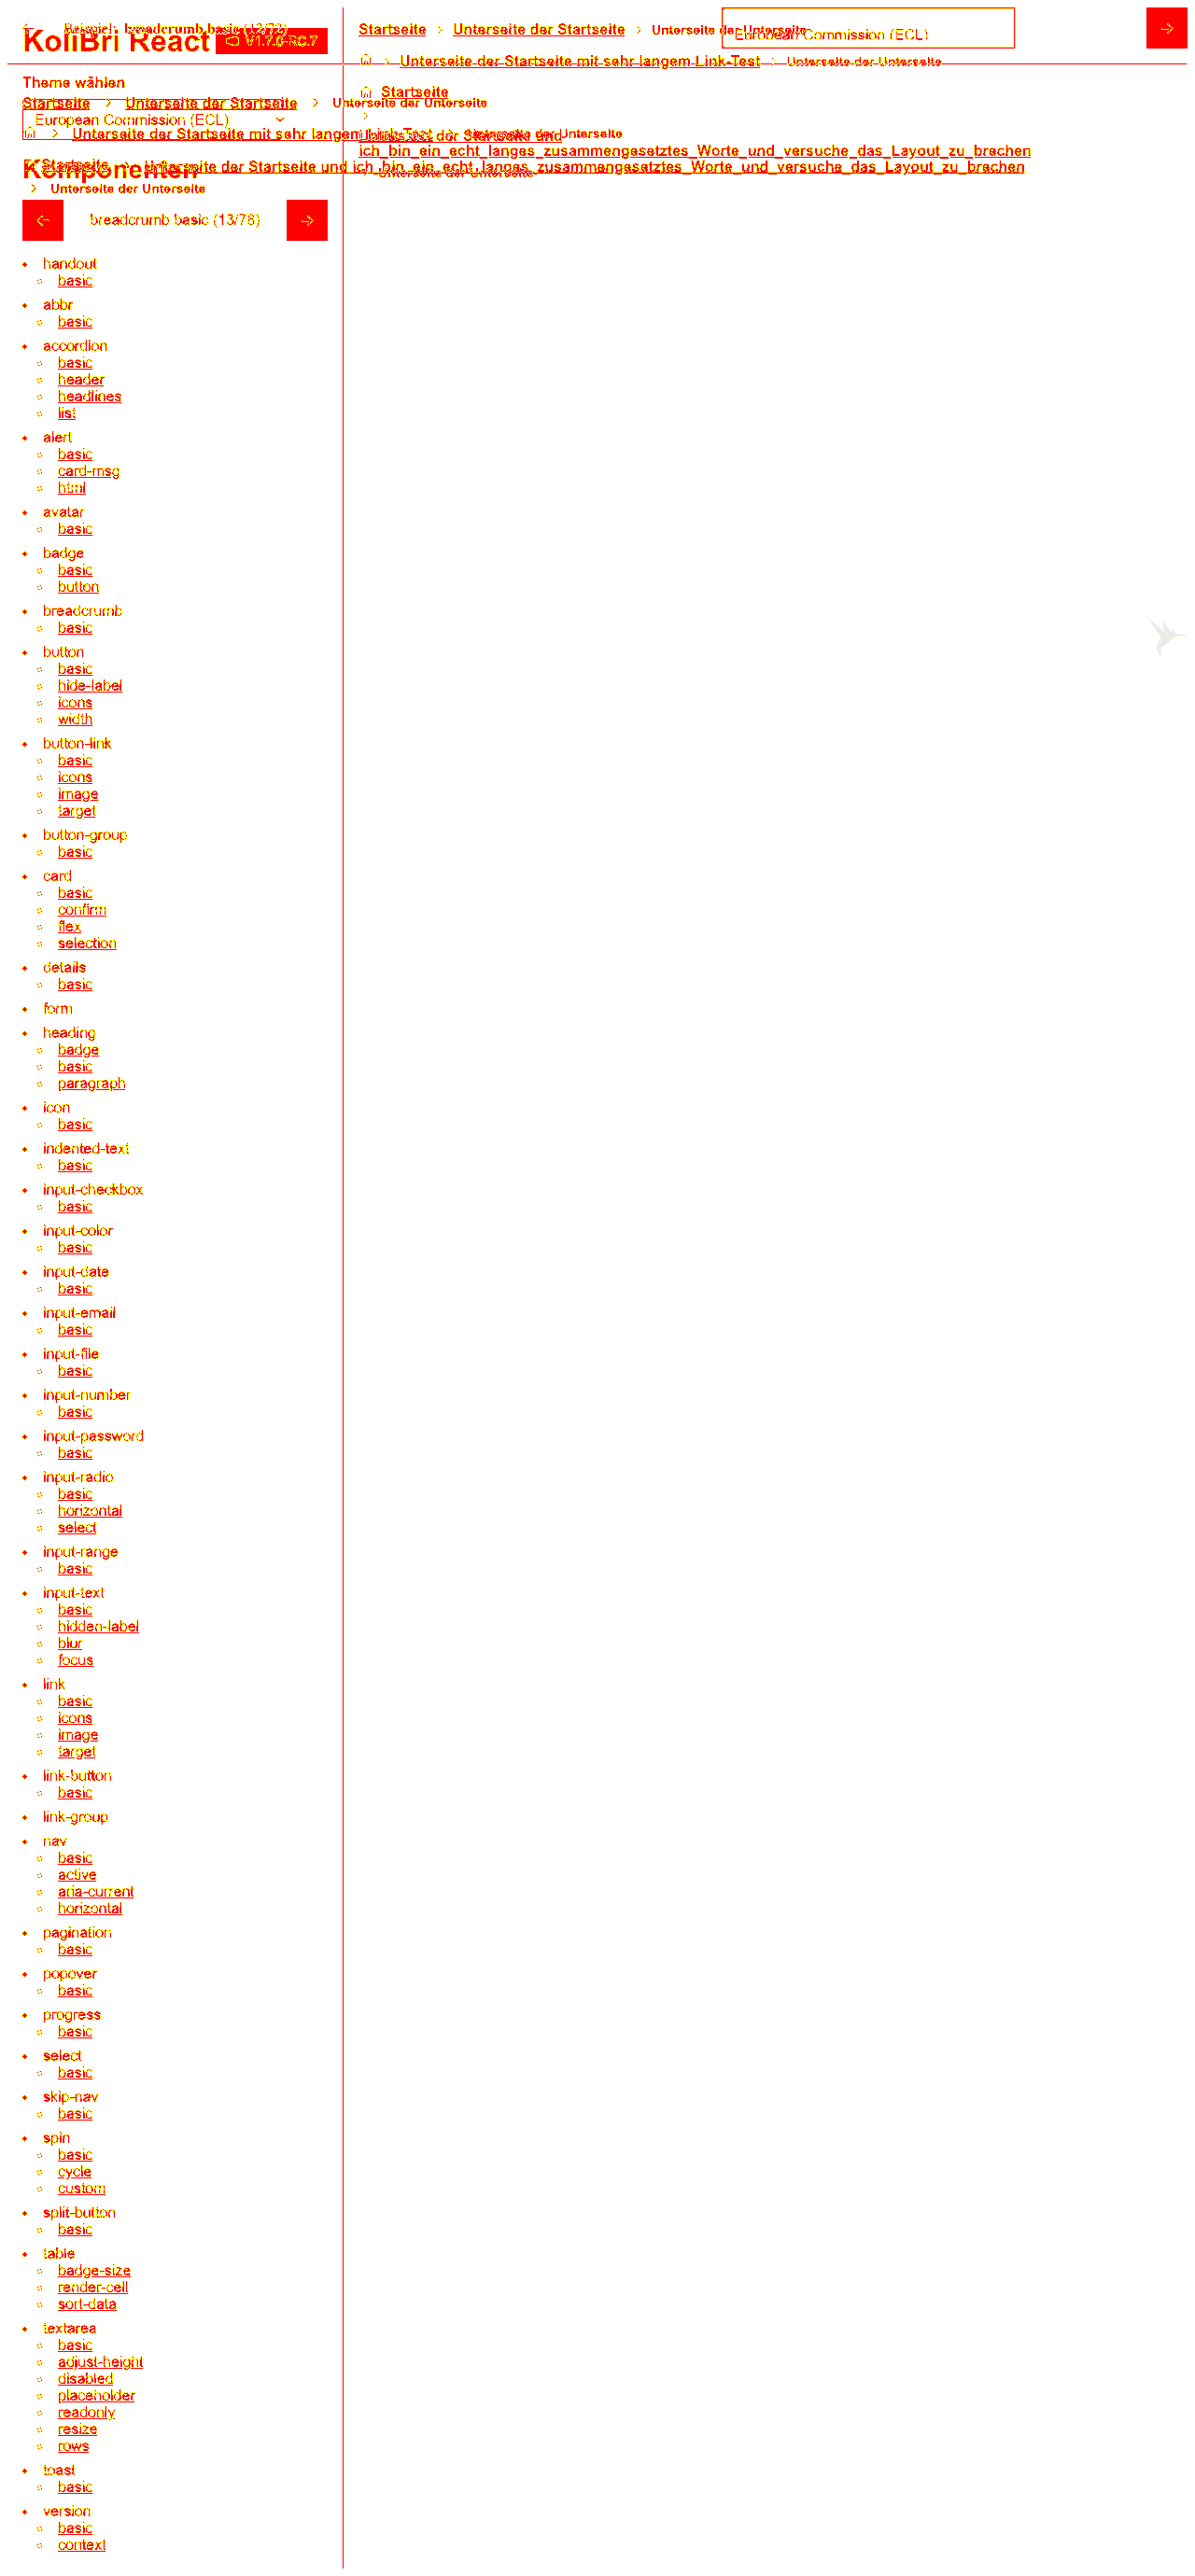 ← Beispiel: breadcrumb basic (13/78)
KoliBri React v1.7.0-rc.7
Startseite > Unterseite der Startseite > Unterseite der Unterseite
European Commission (ECL)
> Unterseite der Startseite mit sehr langem Link-Text > Unterseite der Unterseite
Theme wählen
Startseite
Startseite > Unterseite der Startseite > Unterseite der Unterseite
European Commission (ECL)
> Unterseite der Startseite mit sehr langem Link-Text > Unterseite der Unterseite
Unterseite der Startseite und
ich_bin_ein_echt_langes_zusammengesetztes_Worte_und_versuche_das_Layout_zu_brechen
Komponenten
Startseite > Unterseite der Startseite und ich_bin_ein_echt_langes_zusammengesetztes_Worte_und_versuche_das_Layout_zu_brechen
> Unterseite der Unterseite
> Unterseite der Unterseite
← breadcrumb basic (13/78) →
handout
basic
abbr
basic
accordion
basic
header
headlines
list
alert
basic
card-msg
html
avatar
basic
badge
basic
button
breadcrumb
basic
button
basic
hide-label
icons
width
button-link
basic
icons
image
target
button-group
basic
card
basic
confirm
flex
selection
details
basic
form
heading
badge
basic
paragraph
icon
basic
indented-text
basic
input-checkbox
basic
input-color
basic
input-date
basic
input-email
basic
input-file
basic
input-number
basic
input-password
basic
input-radio
basic
horizontal
select
input-range
basic
input-text
basic
hidden-label
blur
focus
link
basic
icons
image
target
link-button
basic
link-group
nav
basic
active
aria-current
horizontal
pagination
basic
popover
basic
progress
basic
select
basic
skip-nav
basic
spin
basic
cycle
custom
split-button
basic
table
badge-size
render-cell
sort-data
textarea
basic
adjust-height
disabled
placeholder
readonly
resize
rows
toast
basic
version
basic
context